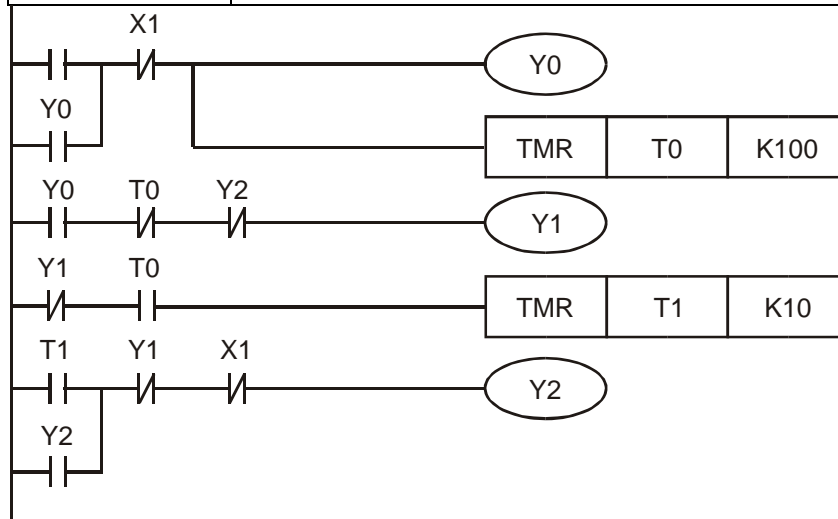 X1
Y0
Y0
TMR T0 K100
Y0 T0 Y2
Y1
Y1 T0
TMR T1 K10
T1 Y1 X1
Y2
Y2